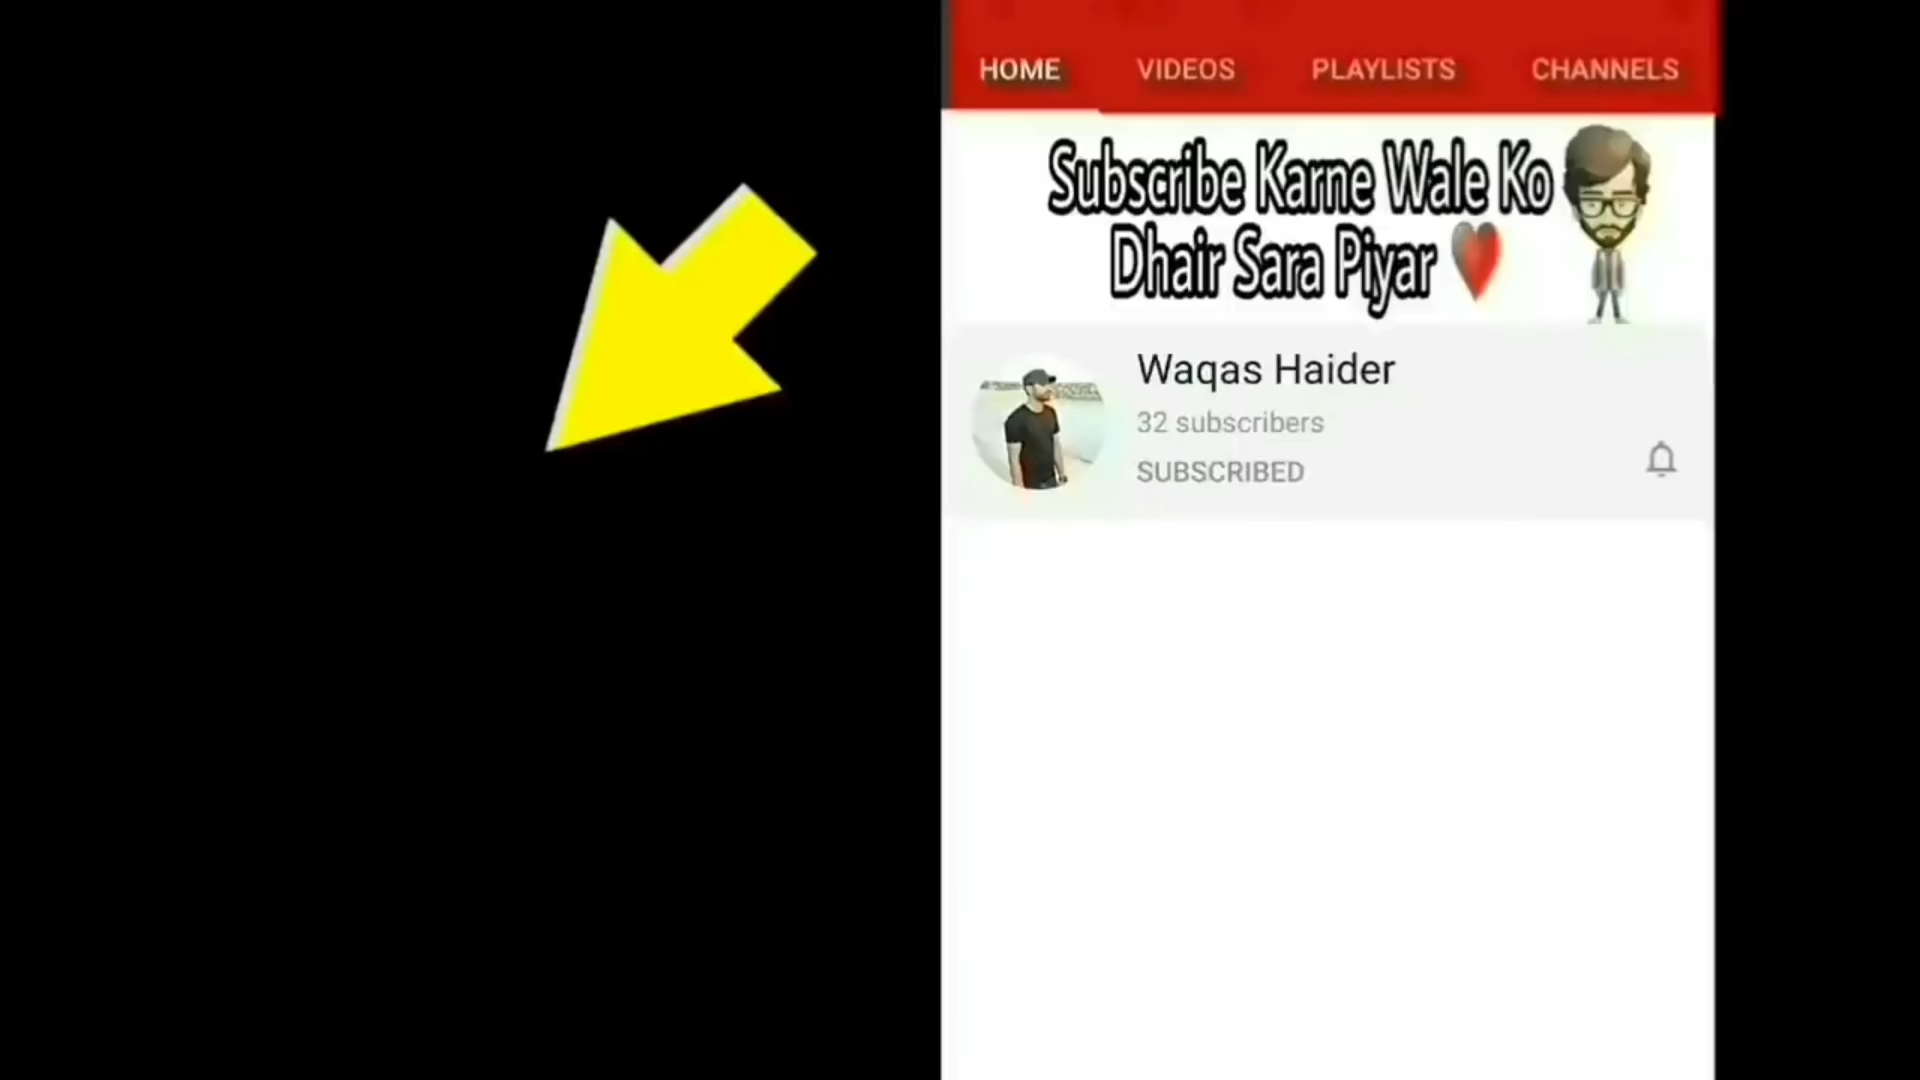 HOME VIDEOS PLAYLISTS CHANNELS
Subscribe Karne Wale Ko
Dhair Sara Piyar
Waqas Haider
32 subscribers
SUBSCRIBED